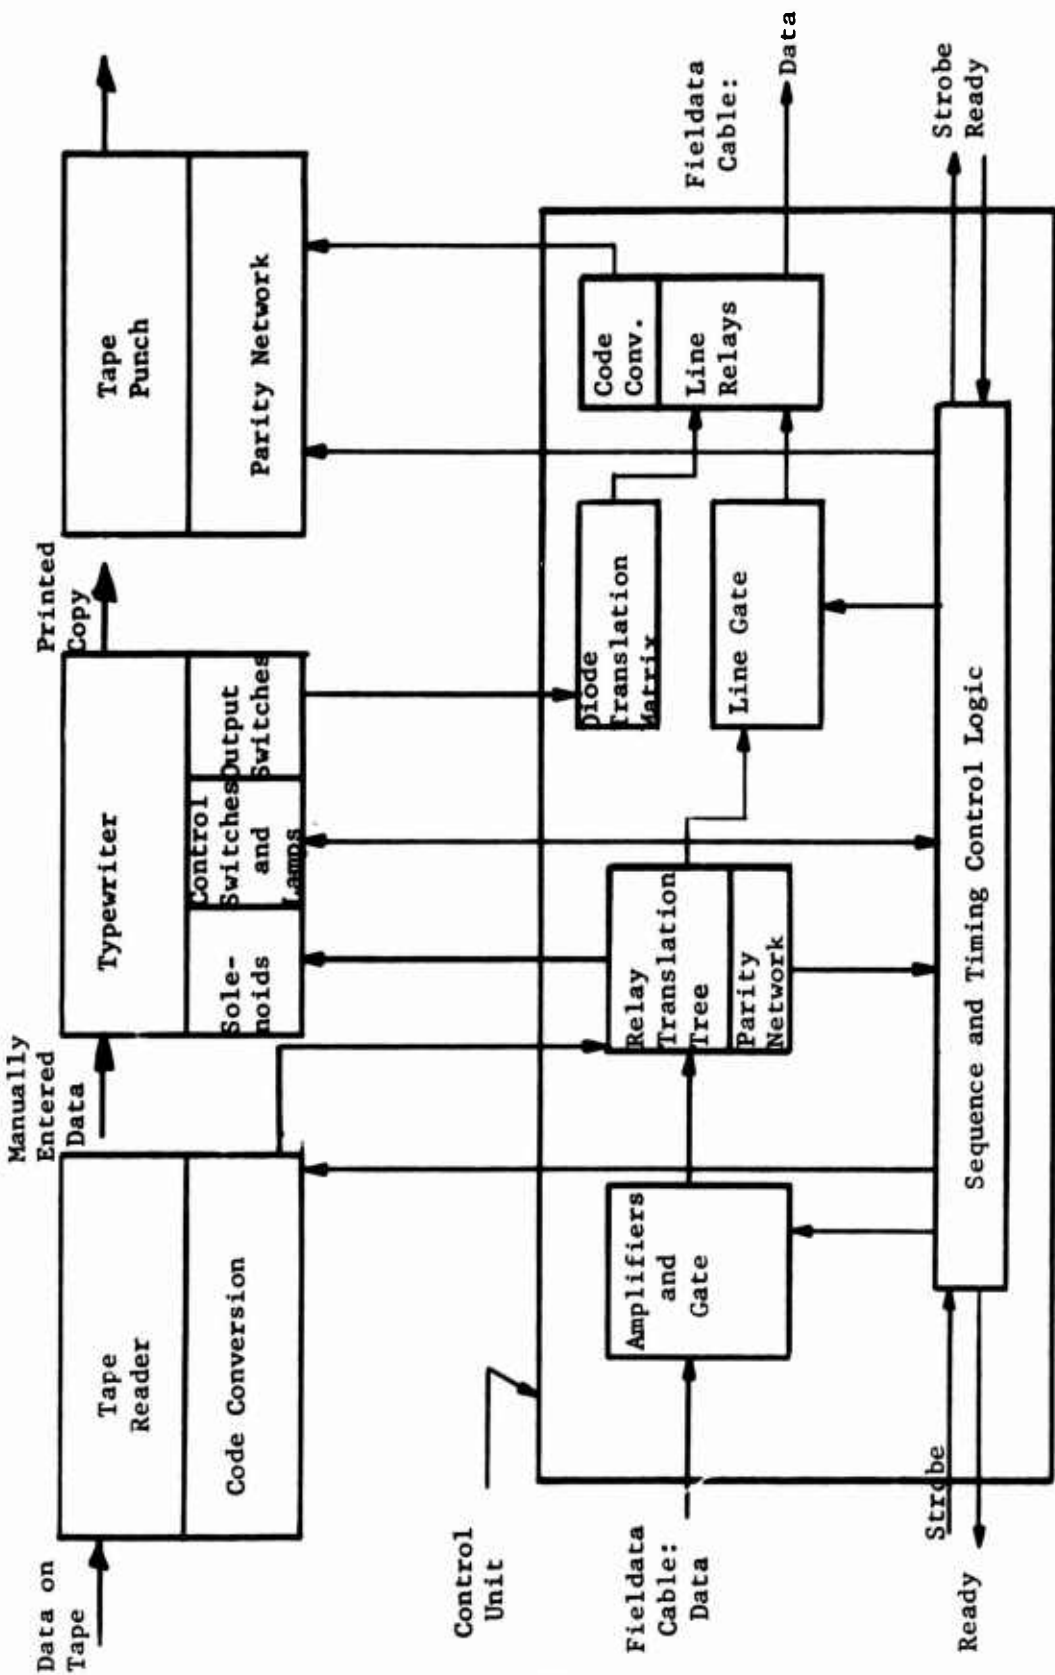 Data on
Tape
Tape
Reader
Code Conversion
Manually
Entered
Data
Typewriter
Sole-
noids
Control
Switches
and
Lamps
Output
Switches
Printed
Copy
Tape
Punch
Parity Network
Control
Unit
Fieldata
Cable:
Data
Amplifiers
and
Gate
Relay
Translation
Tree
Parity
Network
Diode
Translation
Matrix
Line Gate
Code
Conv.
Line
Relays
Fieldata
Cable:
Data
Strobe
Ready
Sequence and Timing Control Logic
Strobe
Ready